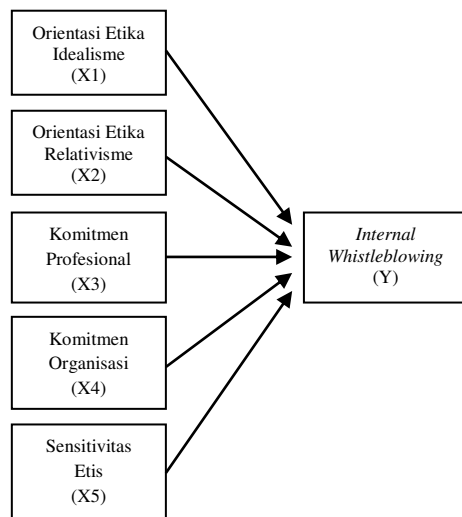 Orientasi Etika
Idealisme
(X1)
Orientasi Etika
Relativisme
(X2)
Komitmen
Profesional
(X3)
Komitmen
Organisasi
(X4)
Sensitivitas
Etis
(X5)
Internal
Whistleblowing
(Y)